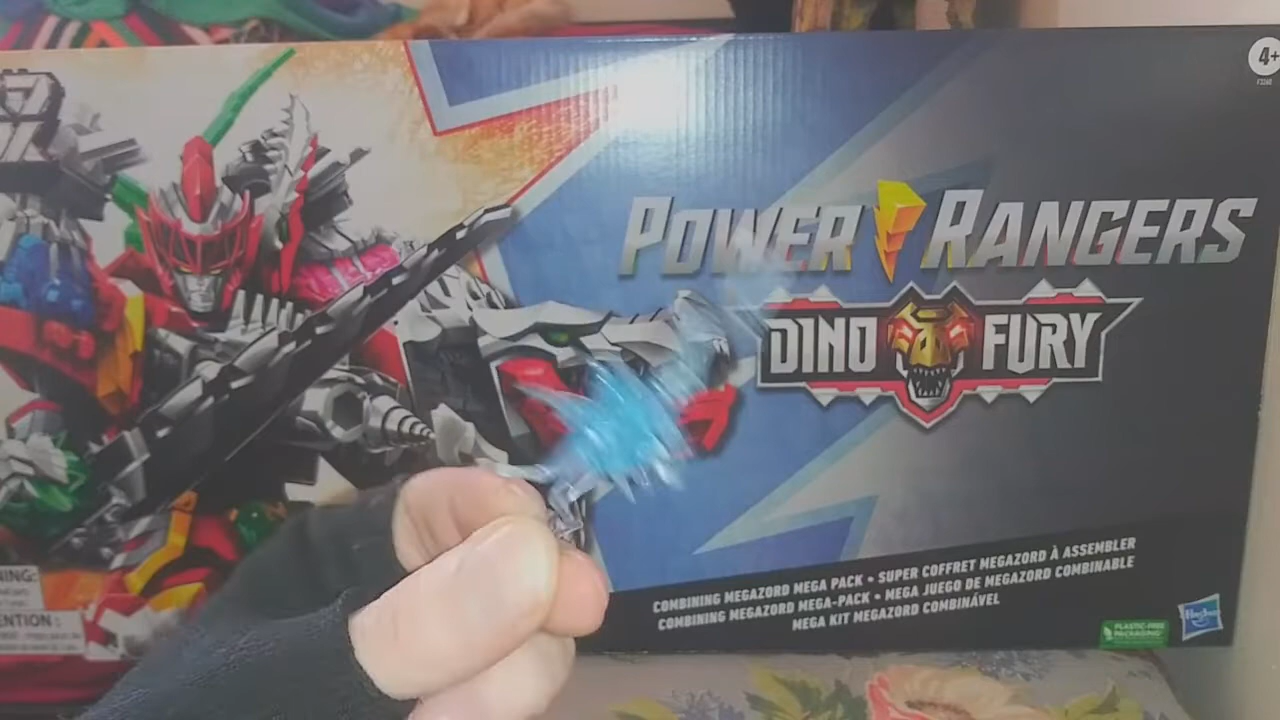 4+
POWER RANGERS
DINO FURY
COMBINING MEGAZORD MEGA PACK • SUPER COFFRET MEGAZORD À ASSEMBLER
COMBINING MEGAZORD MEGA-PACK • MEGA JUEGO DE MEGAZORD COMBINABLE
MEGA KIT MEGAZORD COMBINÁVEL
PLASTIC-FREE
PACKAGING
Hasbro
NING:
ENTION :